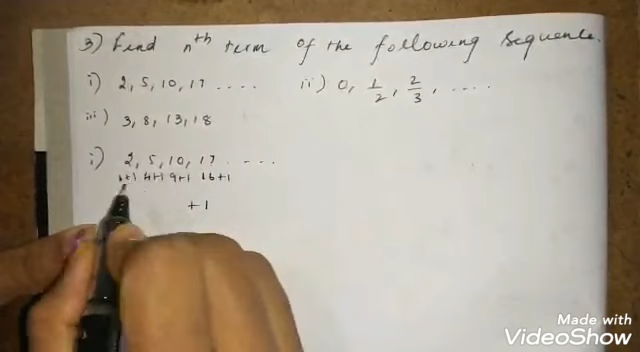 3) Find nth term of the following Sequence.
i) 2, 5, 10, 17 .... ii) 0, 1/2, 2/3, ....
iii) 3, 8, 13, 18
i) 2, 5, 10, 17. ...
1+1 4+1 9+1 16+1
+1
Made with
VideoShow